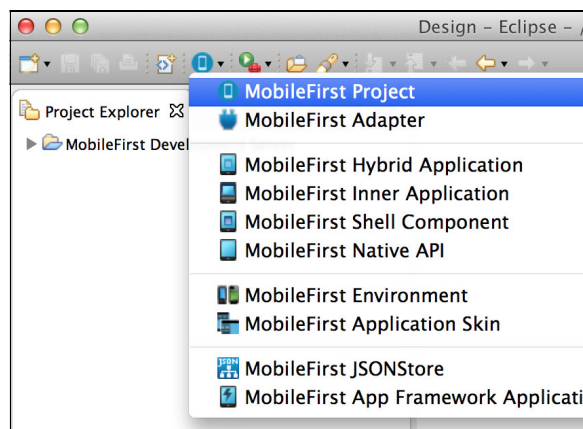 Design – Eclipse – /
MobileFirst Project
Project Explorer
MobileFirst Adapter
MobileFirst Devel
MobileFirst Hybrid Application
MobileFirst Inner Application
MobileFirst Shell Component
MobileFirst Native API
MobileFirst Environment
MobileFirst Application Skin
JSON
MobileFirst JSONStore
MobileFirst App Framework Applicati